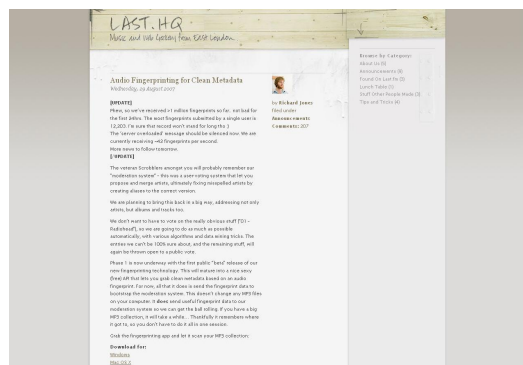 LAST.HQ
Music and Web Geekery from East London
Audio Fingerprinting for Clean Metadata
Wednesday, 29 August 2007
[UPDATE]
Phew, so we've received >1 million fingerprints so far.. not bad for
the first 24hrs. The most fingerprints submitted by a single user is
12,203. I'm sure that record won't stand for long tho :)
The 'server overloaded' message should be silenced now. We are
currently receiving ~42 fingerprints per second.
More news to follow tomorrow.
[/UPDATE]
The veteran Scrobblers amongst you will probably remember our
"moderation system" – this was a user-voting system that let you
propose and merge artists, ultimately fixing misspelled artists by
creating aliases to the correct version.
We are planning to bring this back in a big way, addressing not only
artists, but albums and tracks too.
We don't want to have to vote on the really obvious stuff ("01 –
Radiohead"), so we are going to do as much as possible
automatically, with various algorithms and data mining tricks. The
entries we can't be 100% sure about, and the remaining stuff, will
again be thrown open to a public vote.
Phase 1 is now underway with the first public "beta" release of our
new fingerprinting technology. This will mature into a nice sexy
(free) API that lets you grab clean metadata based on an audio
fingerprint. For now, all that it does is send the fingerprint data to
bootstrap the moderation system. This doesn't change any MP3 files
on your computer. It does send useful fingerprint data to our
moderation system so we can get the ball rolling. If you have a big
MP3 collection, it will take a while... Thankfully it remembers where
it got to, so you don't have to do it all in one session.
Grab the fingerprinting app and let it scan your MP3 collection:
Download for:
Windows
Mac OS X
by Richard Jones
filed under
Announcements
Comments: 207
Browse by Category:
About Us (5)
Announcements (9)
Found On Last.fm (3)
Lunch Table (1)
Stuff Other People Made (3)
Tips and Tricks (4)